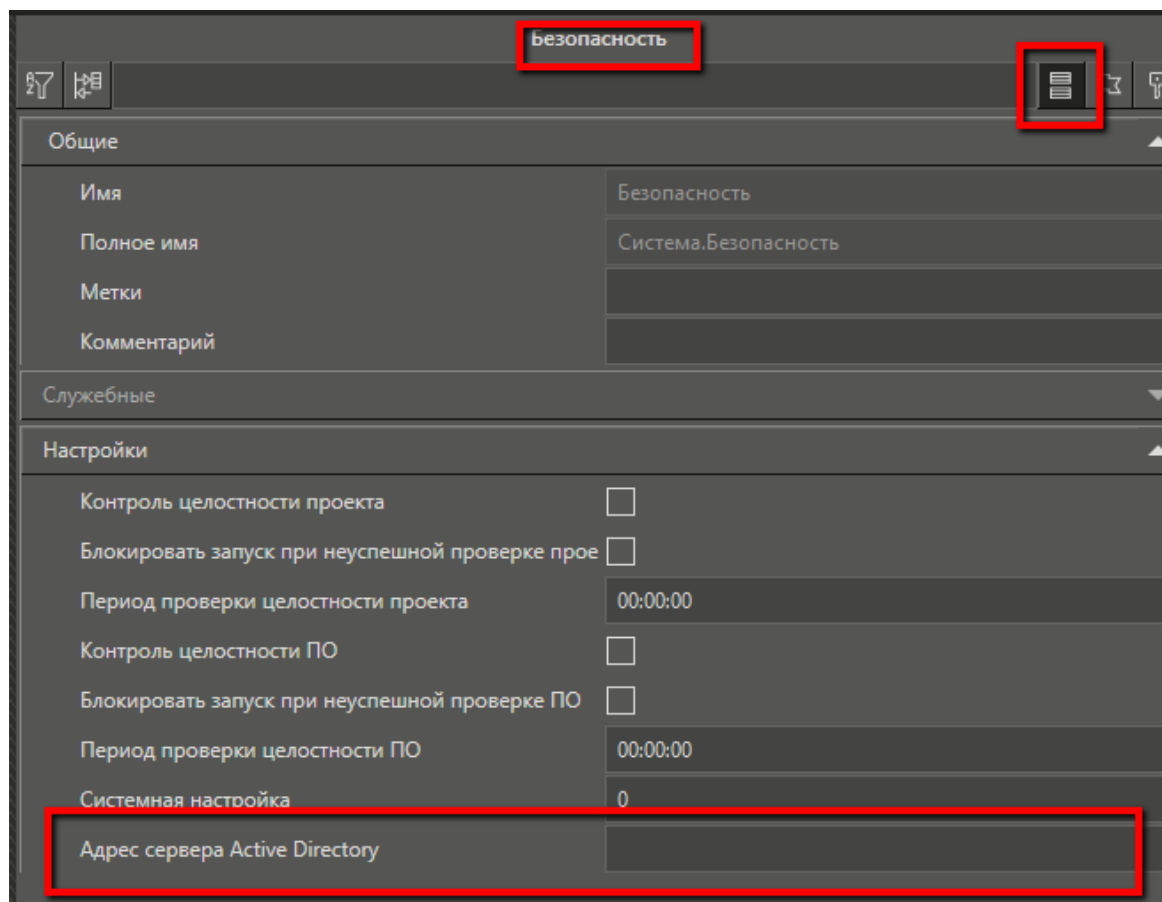 Безопасность
Общие
Имя Безопасность
Полное имя Система.Безопасность
Метки
Комментарий
Служебные
Настройки
Контроль целостности проекта
Блокировать запуск при неуспешной проверке прое
Период проверки целостности проекта 00:00:00
Контроль целостности ПО
Блокировать запуск при неуспешной проверке ПО
Период проверки целостности ПО 00:00:00
Системная настройка 0
Адрес сервера Active Directory